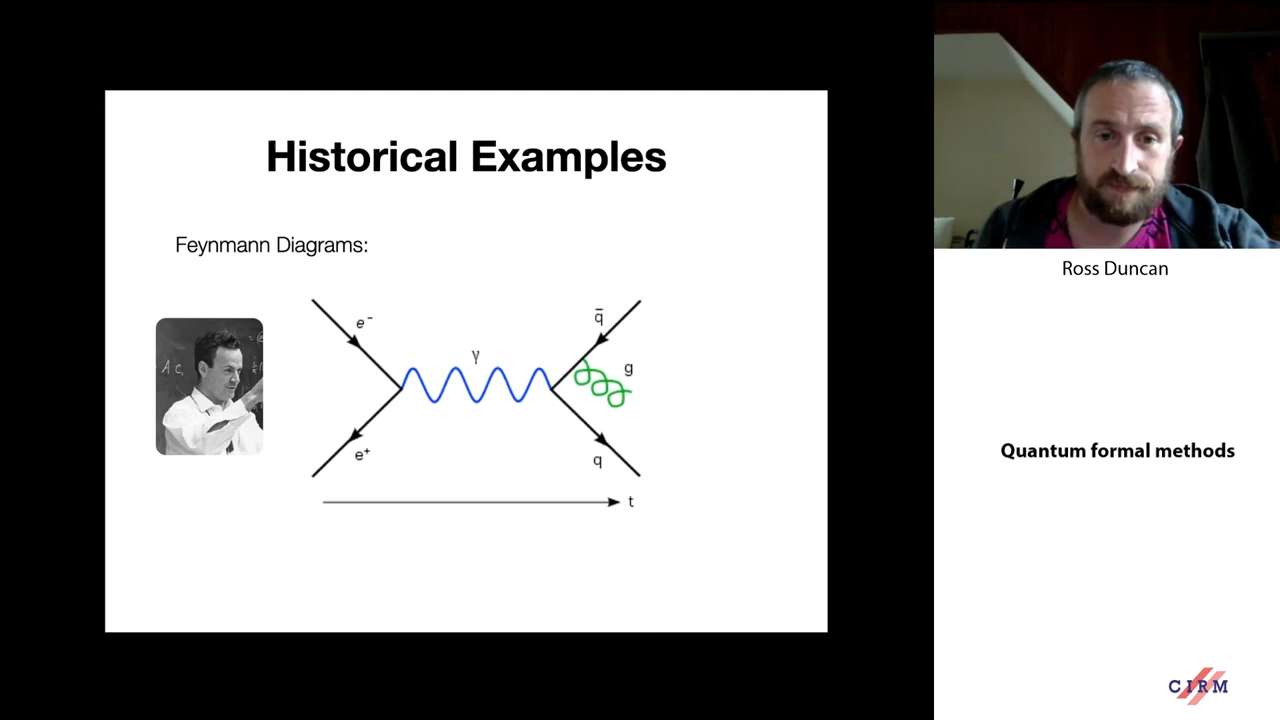 Historical Examples
Feynmann Diagrams:
e⁻
γ
q̄
g
e⁺
q
t
A c,
Ross Duncan
Quantum formal methods
CIRM